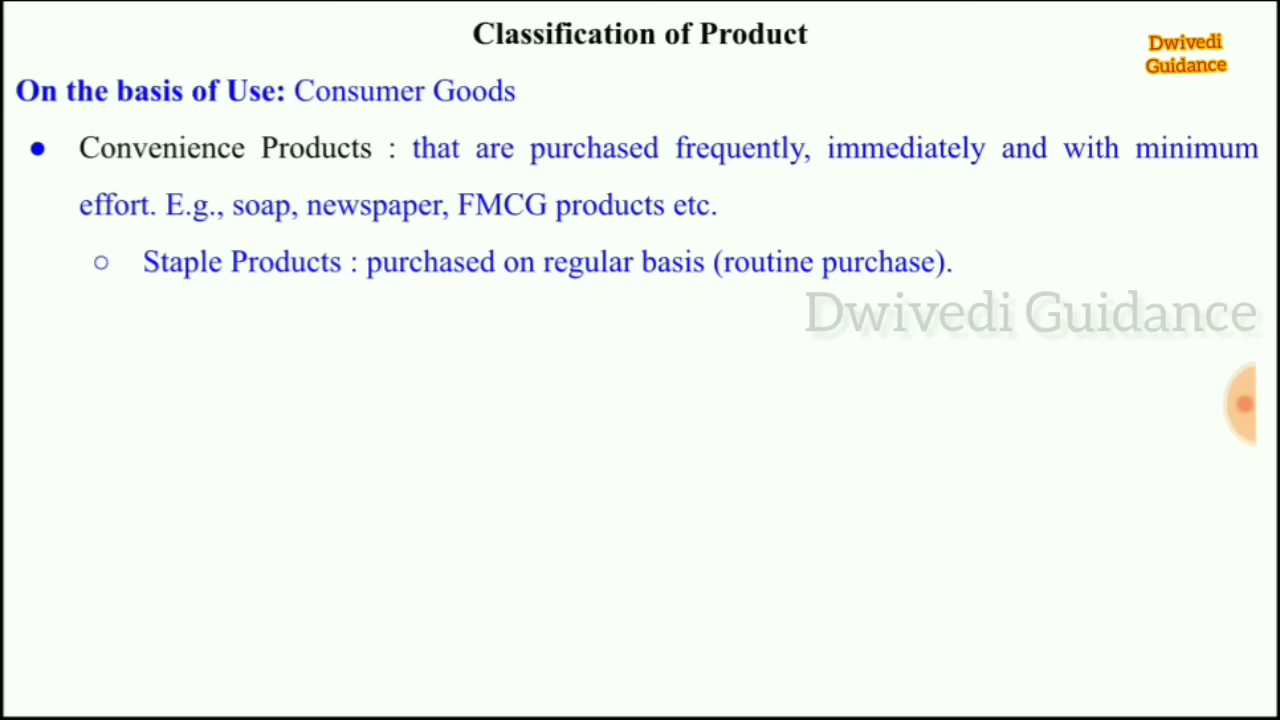 Classification of Product
Dwivedi
Guidance
On the basis of Use: Consumer Goods
● Convenience Products : that are purchased frequently, immediately and with minimum
effort. E.g., soap, newspaper, FMCG products etc.
○ Staple Products : purchased on regular basis (routine purchase).
Dwivedi Guidance